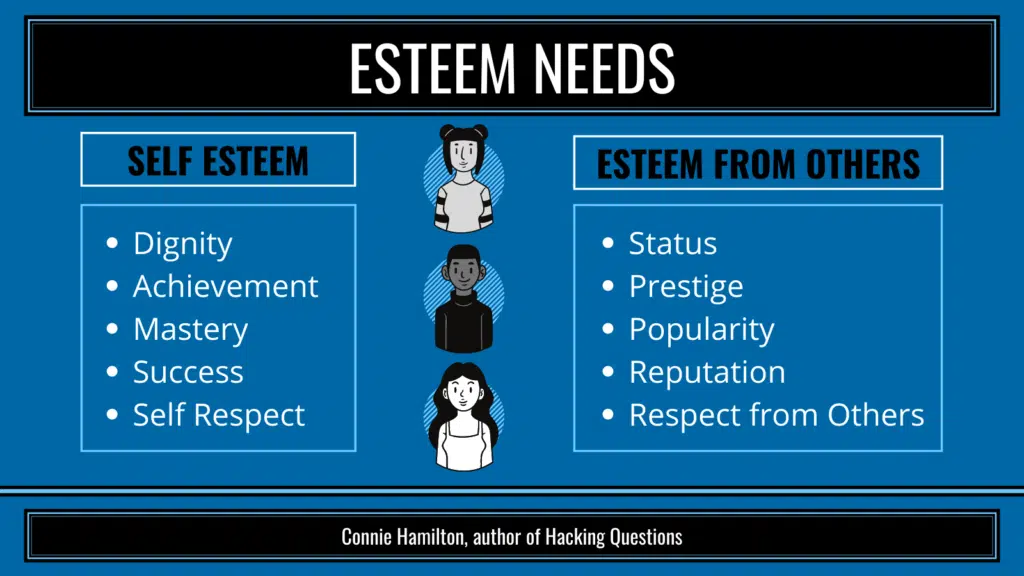 ESTEEM NEEDS
SELF ESTEEM
• Dignity
• Achievement
• Mastery
• Success
• Self Respect
ESTEEM FROM OTHERS
• Status
• Prestige
• Popularity
• Reputation
• Respect from Others
Connie Hamilton, author of Hacking Questions